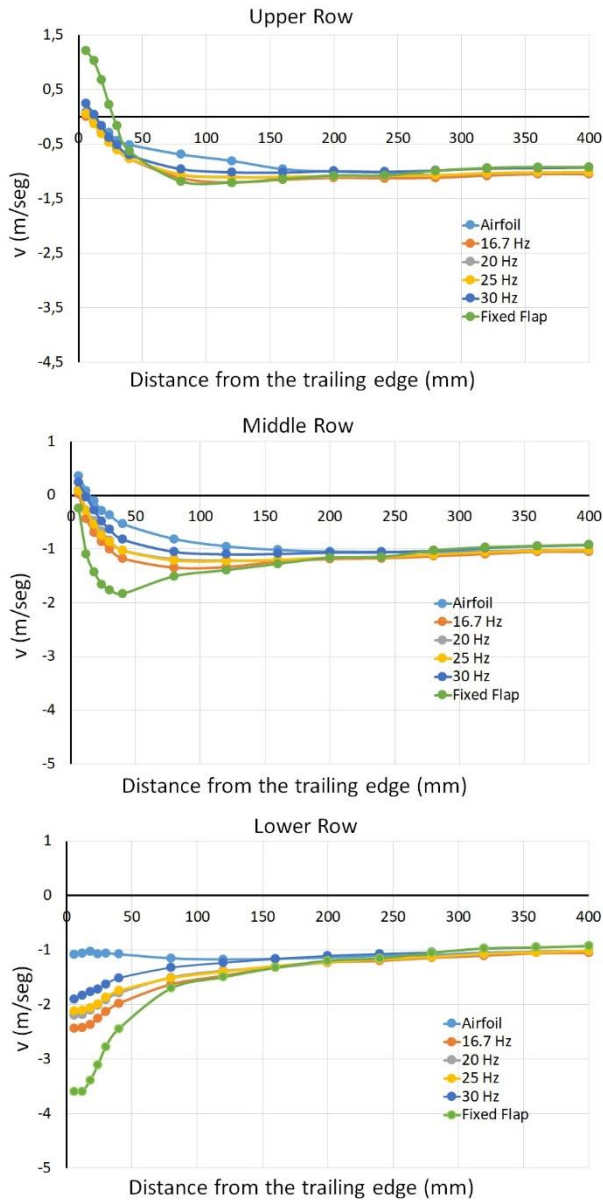 Upper Row
1,5
0,5
-0,5
-1,5
-2,5
-3,5
-4,5
0 50 100 150 200 250 300 350 400
v (m/seg)
Airfoil
16.7 Hz
20 Hz
25 Hz
30 Hz
Fixed Flap
Distance from the trailing edge (mm)
Middle Row
1
0
-1
-2
-3
-4
-5
0 50 100 150 200 250 300 350 400
v (m/seg)
Airfoil
16.7 Hz
20 Hz
25 Hz
30 Hz
Fixed Flap
Distance from the trailing edge (mm)
Lower Row
1
0
-1
-2
-3
-4
-5
0 50 100 150 200 250 300 350 400
v (m/seg)
Airfoil
16.7 Hz
20 Hz
25 Hz
30 Hz
Fixed Flap
Distance from the trailing edge (mm)